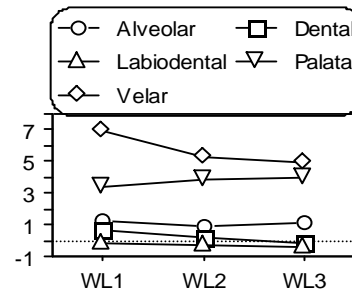 Alveolar Dental
Labiodental Palata
Velar
7
5
3
1
-1
WL1 WL2 WL3